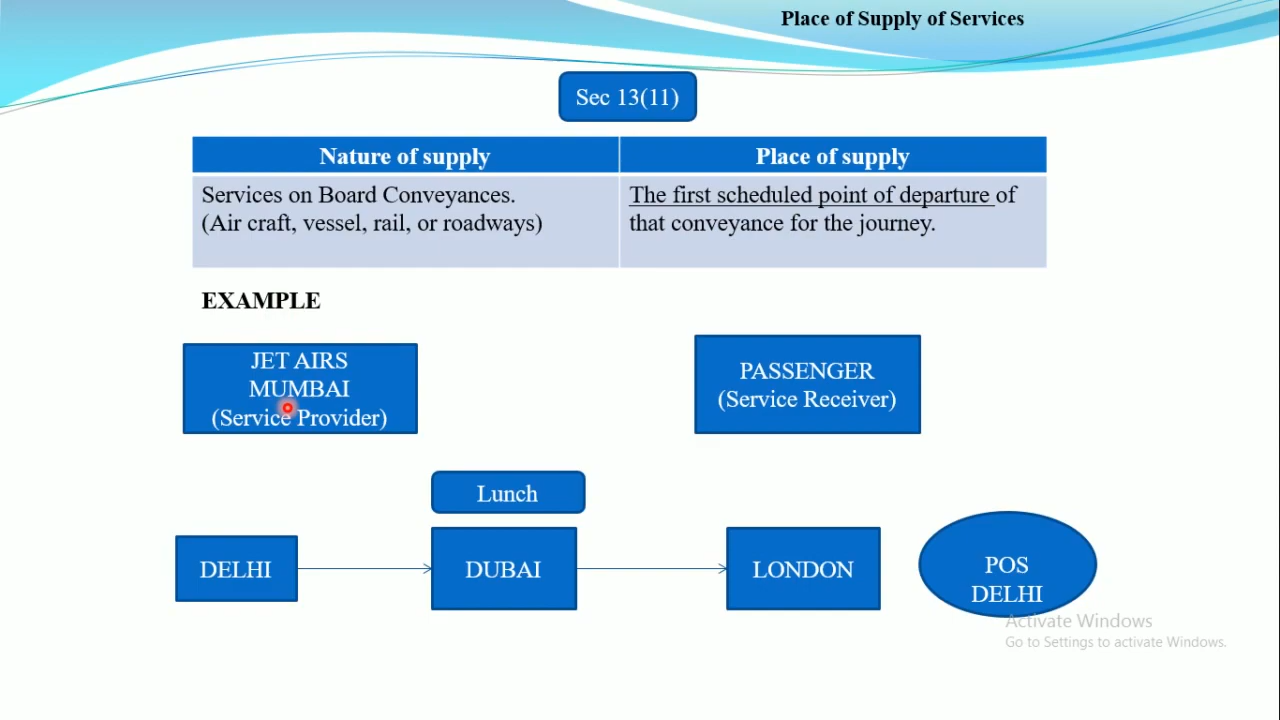 Place of Supply of Services
Sec 13(11)
Nature of supply
Place of supply
Services on Board Conveyances.
(Air craft, vessel, rail, or roadways)
The first scheduled point of departure of
that conveyance for the journey.
EXAMPLE
JET AIRS
MUMBAI
(Service Provider)
PASSENGER
(Service Receiver)
Lunch
DELHI
DUBAI
LONDON
POS
DELHI
Activate Windows
Go to Settings to activate Windows.